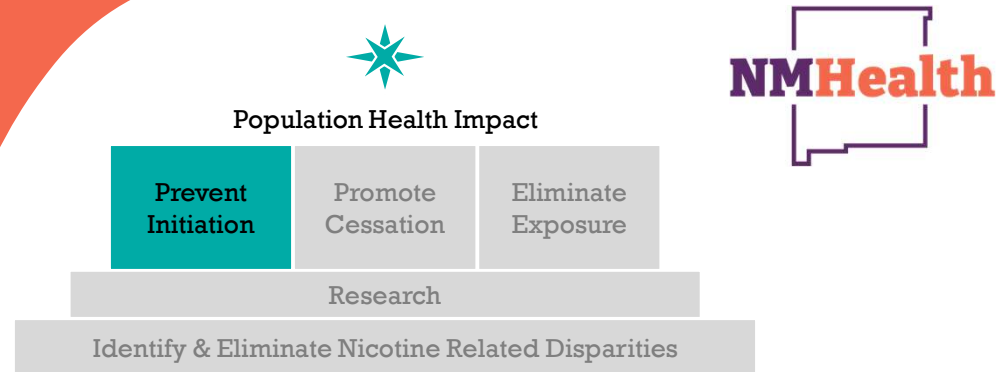 NMHealth
Population Health Impact
Prevent
Initiation
Promote
Cessation
Eliminate
Exposure
Research
Identify & Eliminate Nicotine Related Disparities